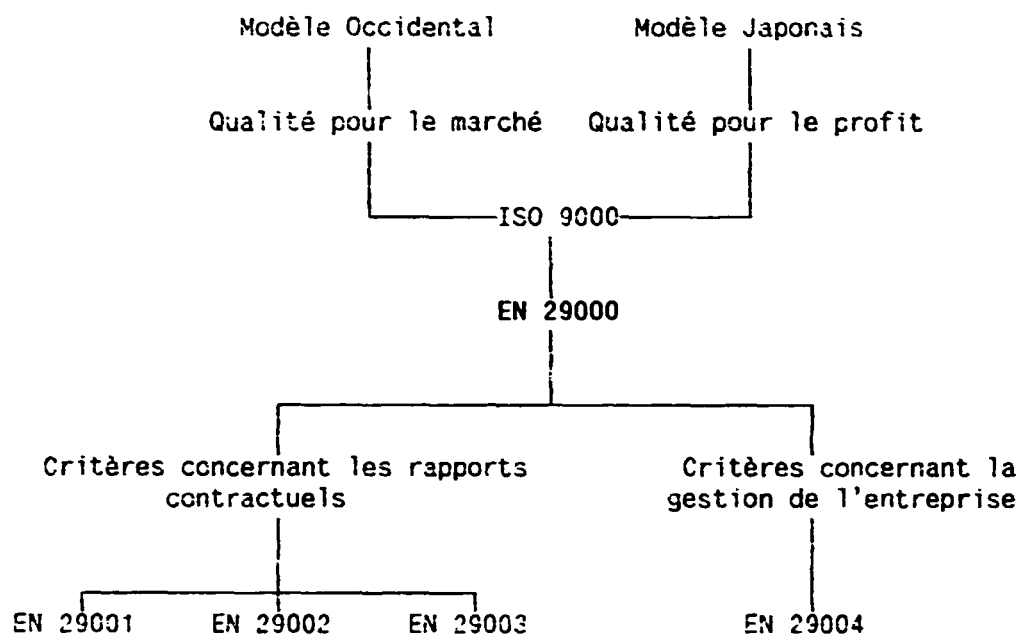 Modèle Occidental Modèle Japonais
Qualité pour le marché Qualité pour le profit
ISO 9000
EN 29000
Critères concernant les rapports contractuels
Critères concernant la gestion de l'entreprise
EN 29001 EN 29002 EN 29003 EN 29004